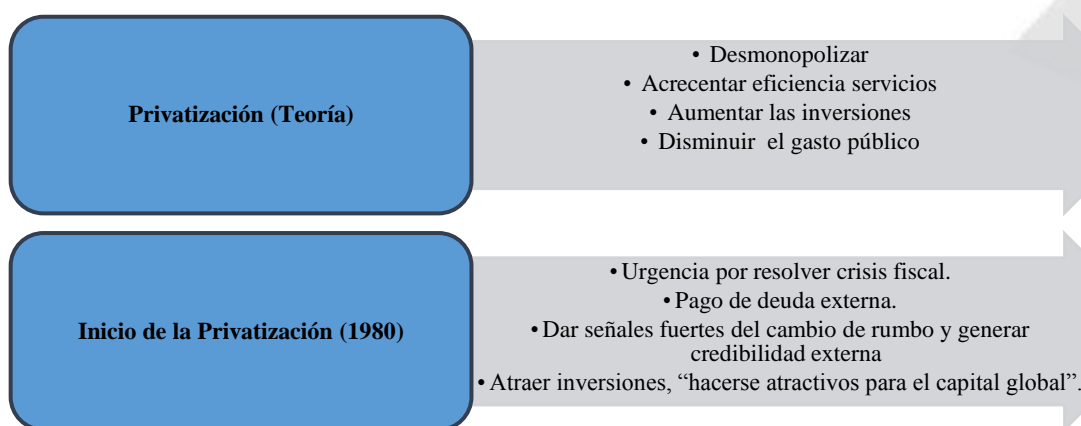 Privatización (Teoría)
• Desmonopolizar
• Acrecentar eficiencia servicios
• Aumentar las inversiones
• Disminuir el gasto público
Inicio de la Privatización (1980)
• Urgencia por resolver crisis fiscal.
• Pago de deuda externa.
• Dar señales fuertes del cambio de rumbo y generar
credibilidad externa
• Atraer inversiones, “hacerse atractivos para el capital global”.